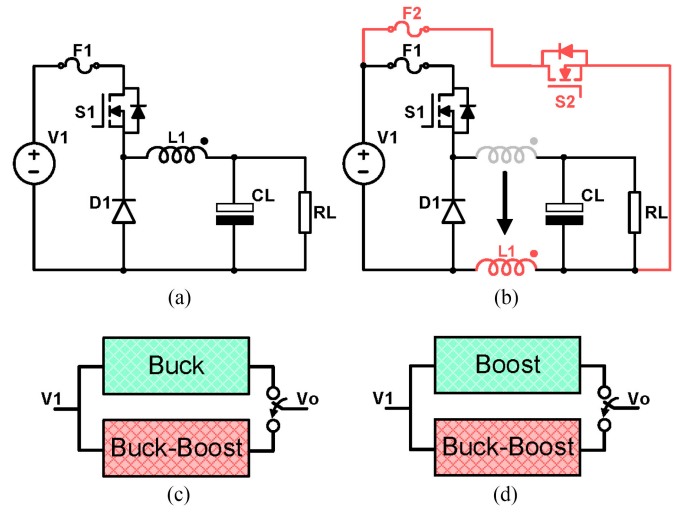 F1
S1
V1
+
−
L1
D1
CL
RL
(a)
F2
F1
S2
S1
V1
+
−
D1
CL
RL
L1
(b)
Buck
V1
Vo
Buck-Boost
(c)
Boost
V1
Vo
Buck-Boost
(d)